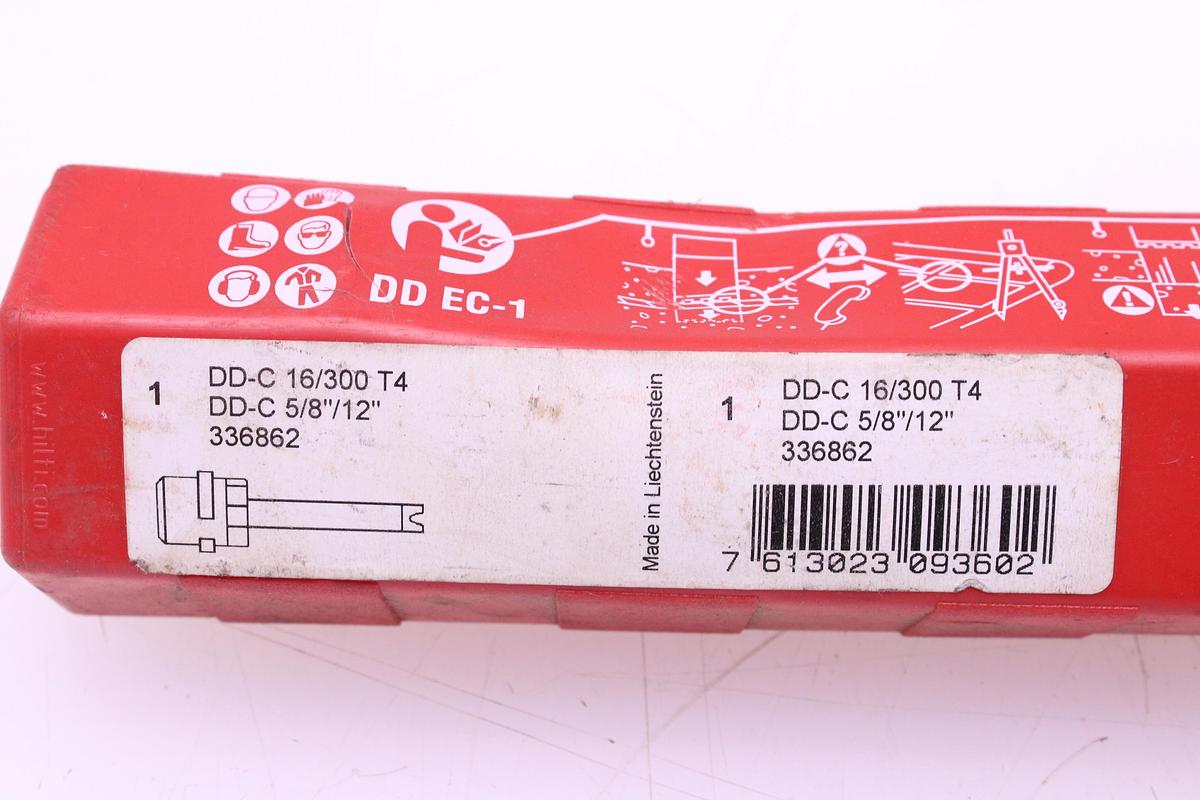 DD EC-1
www.hilti.com
1
DD-C 16/300 T4
DD-C 5/8"/12"
336862
Made in Liechtenstein
1
DD-C 16/300 T4
DD-C 5/8"/12"
336862
7 613023 093602